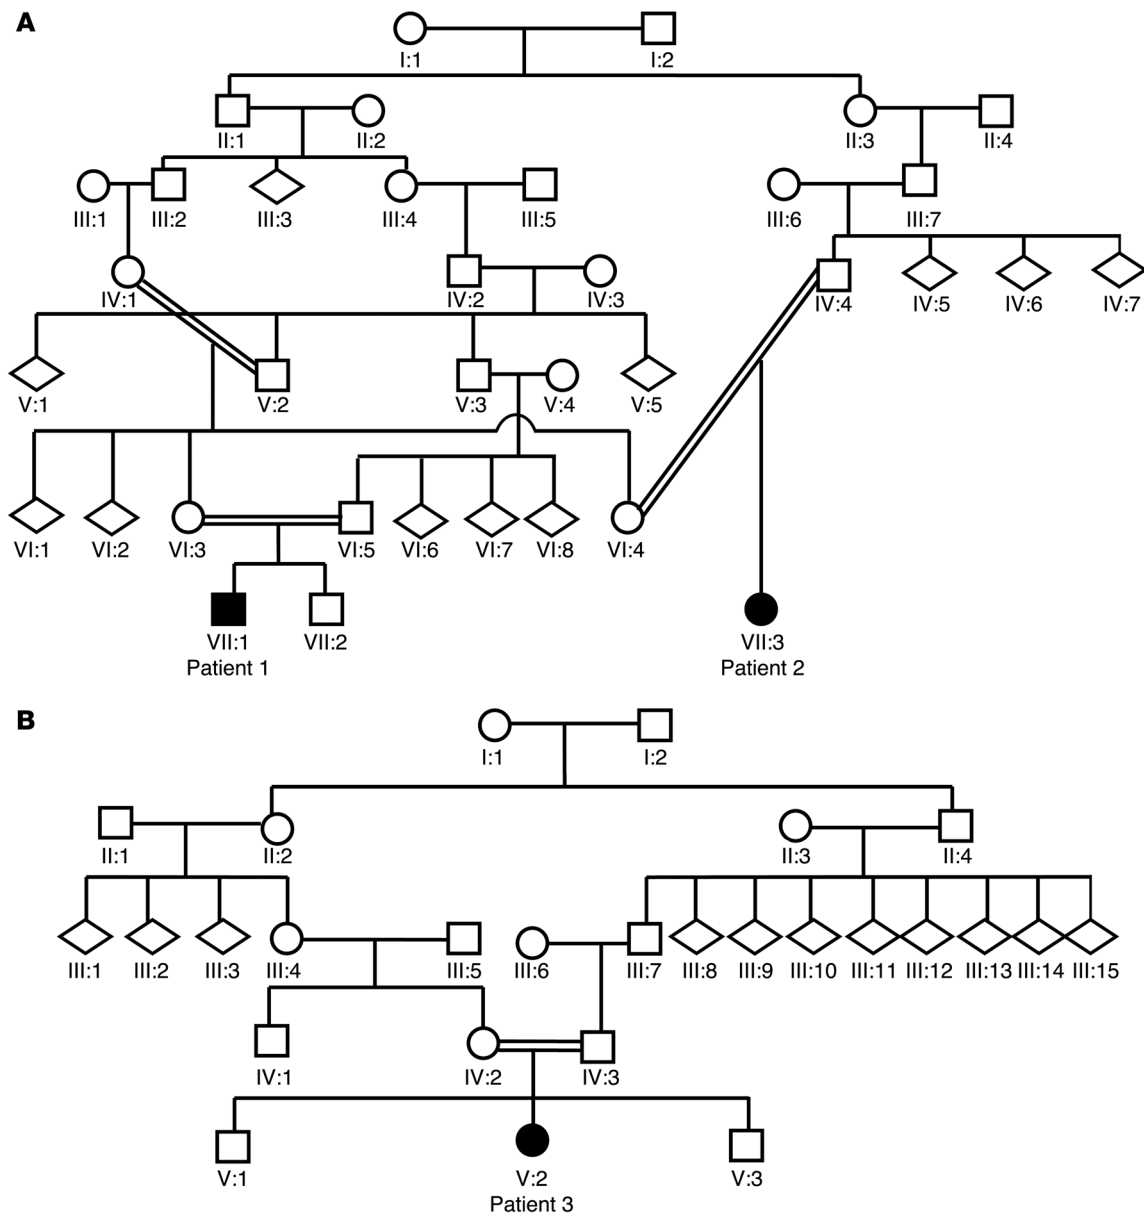 A
I:1 I:2
II:1 II:2 II:3 II:4
III:1 III:2 III:3 III:4 III:5 III:6 III:7
IV:1 IV:2 IV:3 IV:4 IV:5 IV:6 IV:7
V:1 V:2 V:3 V:4 V:5
VI:1 VI:2 VI:3 VI:5 VI:6 VI:7 VI:8 VI:4
VII:1 VII:2 VII:3
Patient 1 Patient 2
B
I:1 I:2
II:1 II:2 II:3 II:4
III:1 III:2 III:3 III:4 III:5 III:6 III:7 III:8 III:9 III:10 III:11 III:12 III:13 III:14 III:15
IV:1 IV:2 IV:3
V:1 V:2 V:3
Patient 3